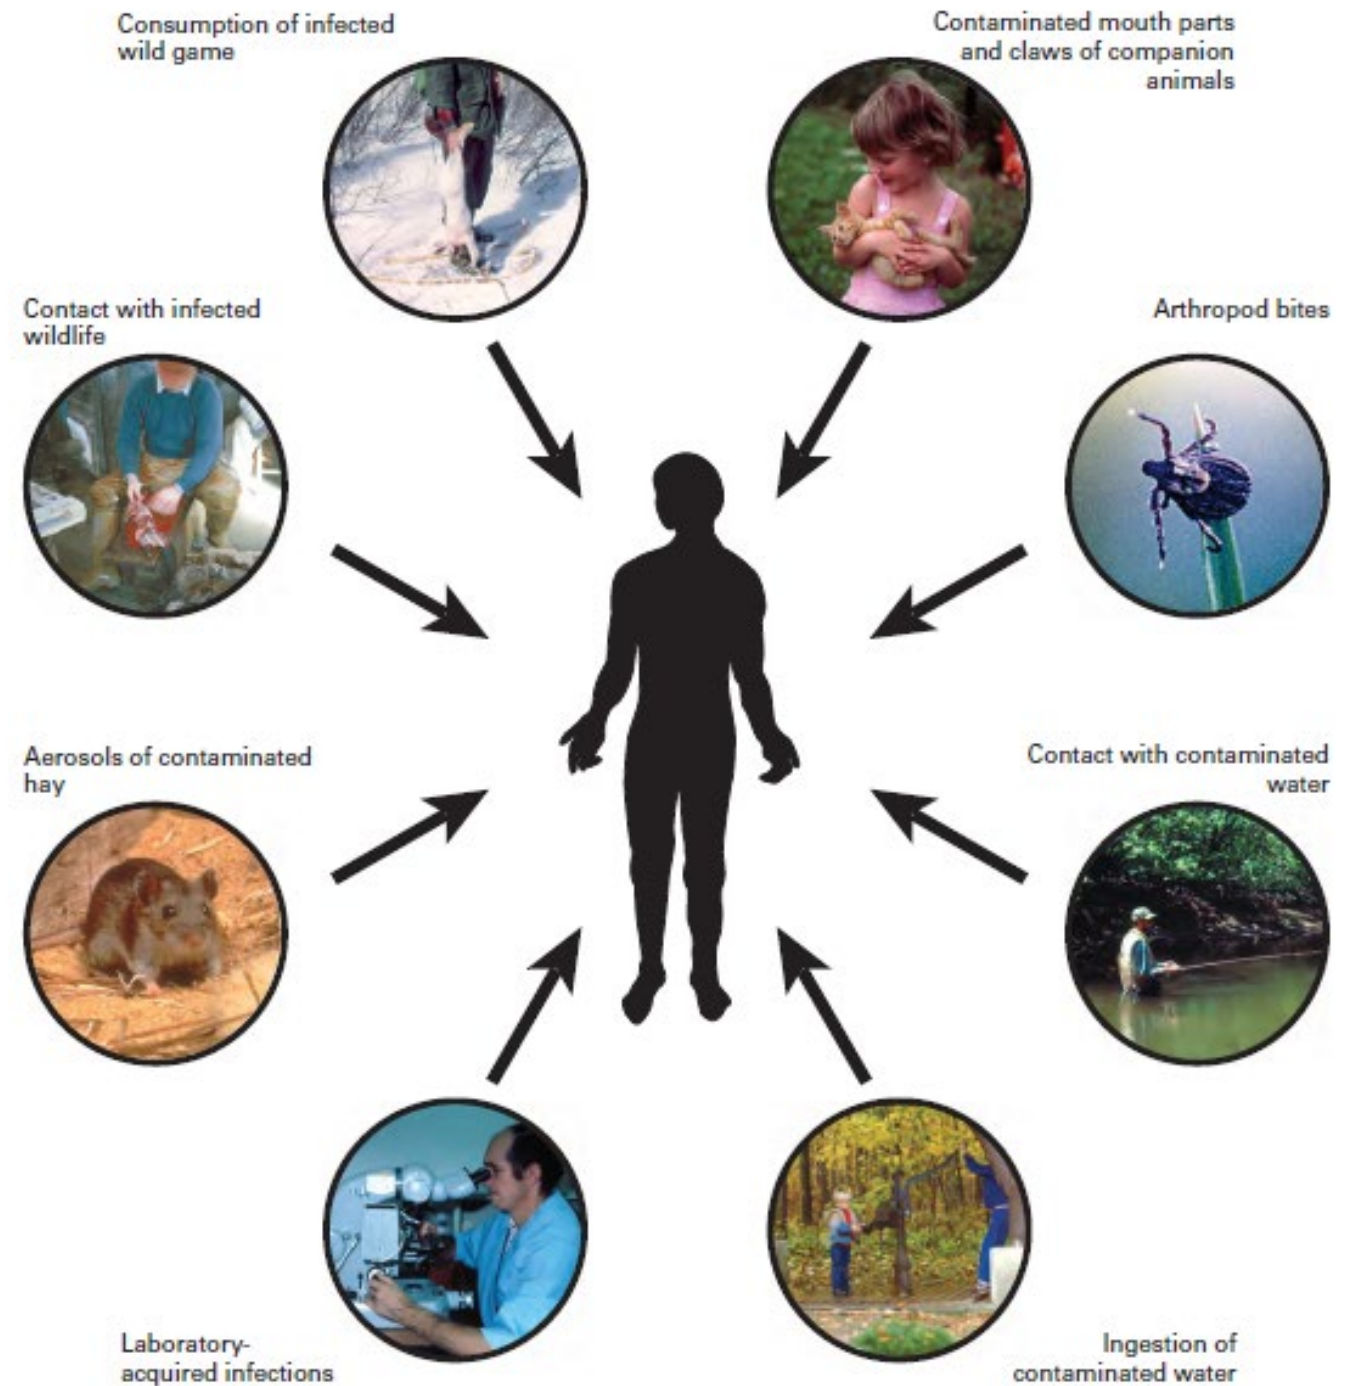 Consumption of infected
wild game
Contaminated mouth parts
and claws of companion
animals
Contact with infected
wildlife
Arthropod bites
Aerosols of contaminated
hay
Contact with contaminated
water
Laboratory-
acquired infections
Ingestion of
contaminated water